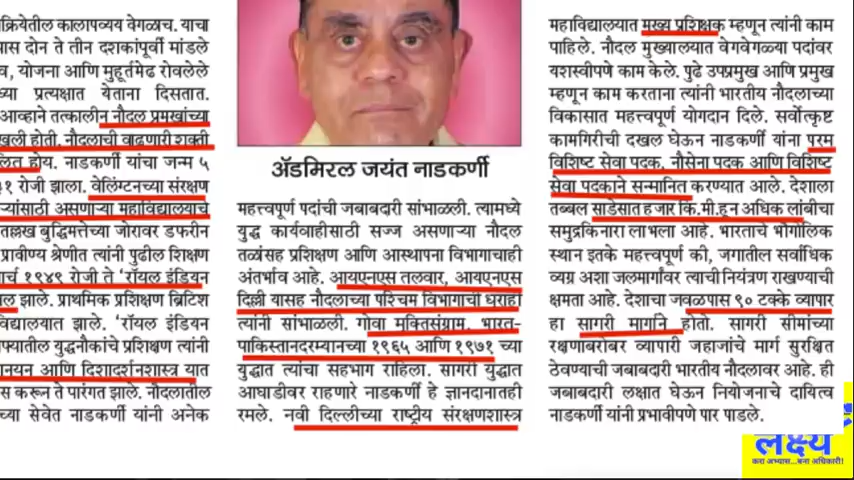 क्रियेतील कालापव्यय वेगळाच. याचा
यास दोन ते तीन दशकांपूर्वी मांडले
व, योजना आणि मुहूर्तमेढ रोवलेले
च्या प्रत्यक्षात येताना दिसतात.
आव्हाने तत्कालीन नौदल प्रमुखांच्या
खली होती. नौदलाची वाढणारी शक्ती
लित होय. नाडकर्णी यांचा जन्म ५
१ रोजी झाला. वेलिंग्टनच्या संरक्षण
ऱ्यांसाठी असणाऱ्या महाविद्यालयाचे
तल्लख बुद्धिमत्तेच्या जोरावर डफरीन
प्रावीण्य श्रेणीत त्यांनी पुढील शिक्षण
ार्च १९४९ रोजी ते 'रॉयल इंडियन
झाले. प्राथमिक प्रशिक्षण ब्रिटिश
विद्यालयात झाले. 'रॉयल इंडियन
फ्यातील युद्धनौकांचे प्रशिक्षण त्यांनी
नयन आणि दिशादर्शनशास्त्र यात
स करून ते पारंगत झाले. नौदलातील
च्या सेवेत नाडकर्णी यांनी अनेक
ॲडमिरल जयंत नाडकर्णी
महत्त्वपूर्ण पदांची जबाबदारी सांभाळली. त्यामध्ये
युद्ध कार्यवाहीसाठी सज्ज असणाऱ्या नौदल
तळांसह प्रशिक्षण आणि आस्थापना विभागाचाही
अंतर्भाव आहे. आयएनएस तलवार, आयएनएस
दिल्ली यासह नौदलाच्या पश्चिम विभागाची धुराही
त्यांनी सांभाळली. गोवा मुक्तिसंग्राम, भारत-
पाकिस्तानदरम्यानच्या १९६५ आणि १९७१ च्या
युद्धात त्यांचा सहभाग राहिला. सागरी युद्धात
आघाडीवर राहणारे नाडकर्णी हे ज्ञानदानातही
रमले. नवी दिल्लीच्या राष्ट्रीय संरक्षणशास्त्र
महाविद्यालयात मुख्य प्रशिक्षक म्हणून त्यांनी काम
पाहिले. नौदल मुख्यालयात वेगवेगळ्या पदांवर
यशस्वीपणे काम केले. पुढे उपप्रमुख आणि प्रमुख
म्हणून काम करताना त्यांनी भारतीय नौदलाच्या
विकासात महत्त्वपूर्ण योगदान दिले. सर्वोत्कृष्ट
कामगिरीची दखल घेऊन नाडकर्णी यांना परम
विशिष्ट सेवा पदक, नौसेना पदक आणि विशिष्ट
सेवा पदकाने सन्मानित करण्यात आले. देशाला
तब्बल साडेसात हजार कि.मी.हून अधिक लांबीचा
समुद्रकिनारा लाभला आहे. भारताचे भौगोलिक
स्थान इतके महत्त्वपूर्ण की, जगातील सर्वाधिक
व्यग्र अशा जलमार्गांवर त्याची नियंत्रण राखण्याची
क्षमता आहे. देशाचा जवळपास ९० टक्के व्यापार
हा सागरी मार्गाने होतो. सागरी सीमांच्या
रक्षणाबरोबर व्यापारी जहाजांचे मार्ग सुरक्षित
ठेवण्याची जबाबदारी भारतीय नौदलावर आहे. ही
जबाबदारी लक्षात घेऊन नियोजनाचे दायित्व
नाडकर्णी यांनी प्रभावीपणे पार पाडले.
लक्ष्य
करा अभ्यास...बना अधिकारी!